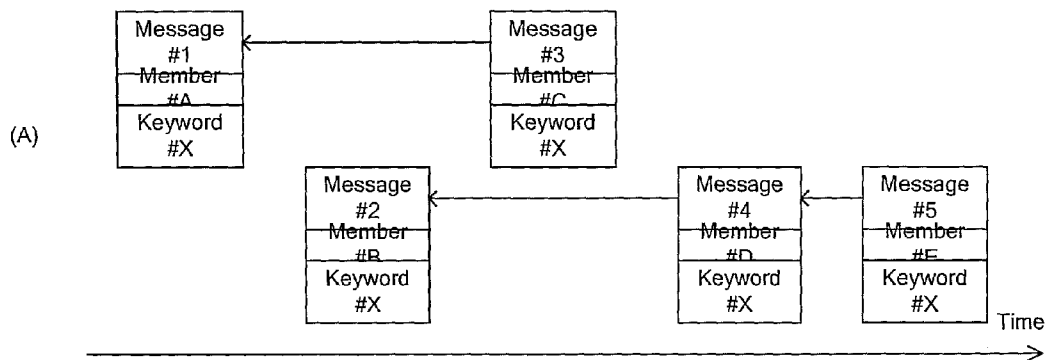 Message
#1
Member
#A
Keyword
#X
Message
#3
Member
#C
Keyword
#X
(A)
Message
#2
Member
#B
Keyword
#X
Message
#4
Member
#D
Keyword
#X
Message
#5
Member
#E
Keyword
#X
Time